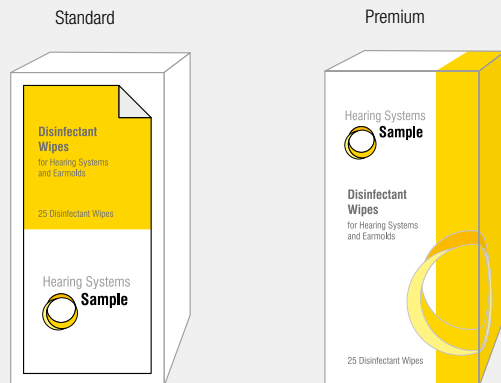 Standard
Disinfectant
Wipes
for Hearing Systems
and Earmolds
25 Disinfectant Wipes
Hearing Systems
Sample
Premium
Hearing Systems
Sample
Disinfectant
Wipes
for Hearing Systems
and Earmolds
25 Disinfectant Wipes